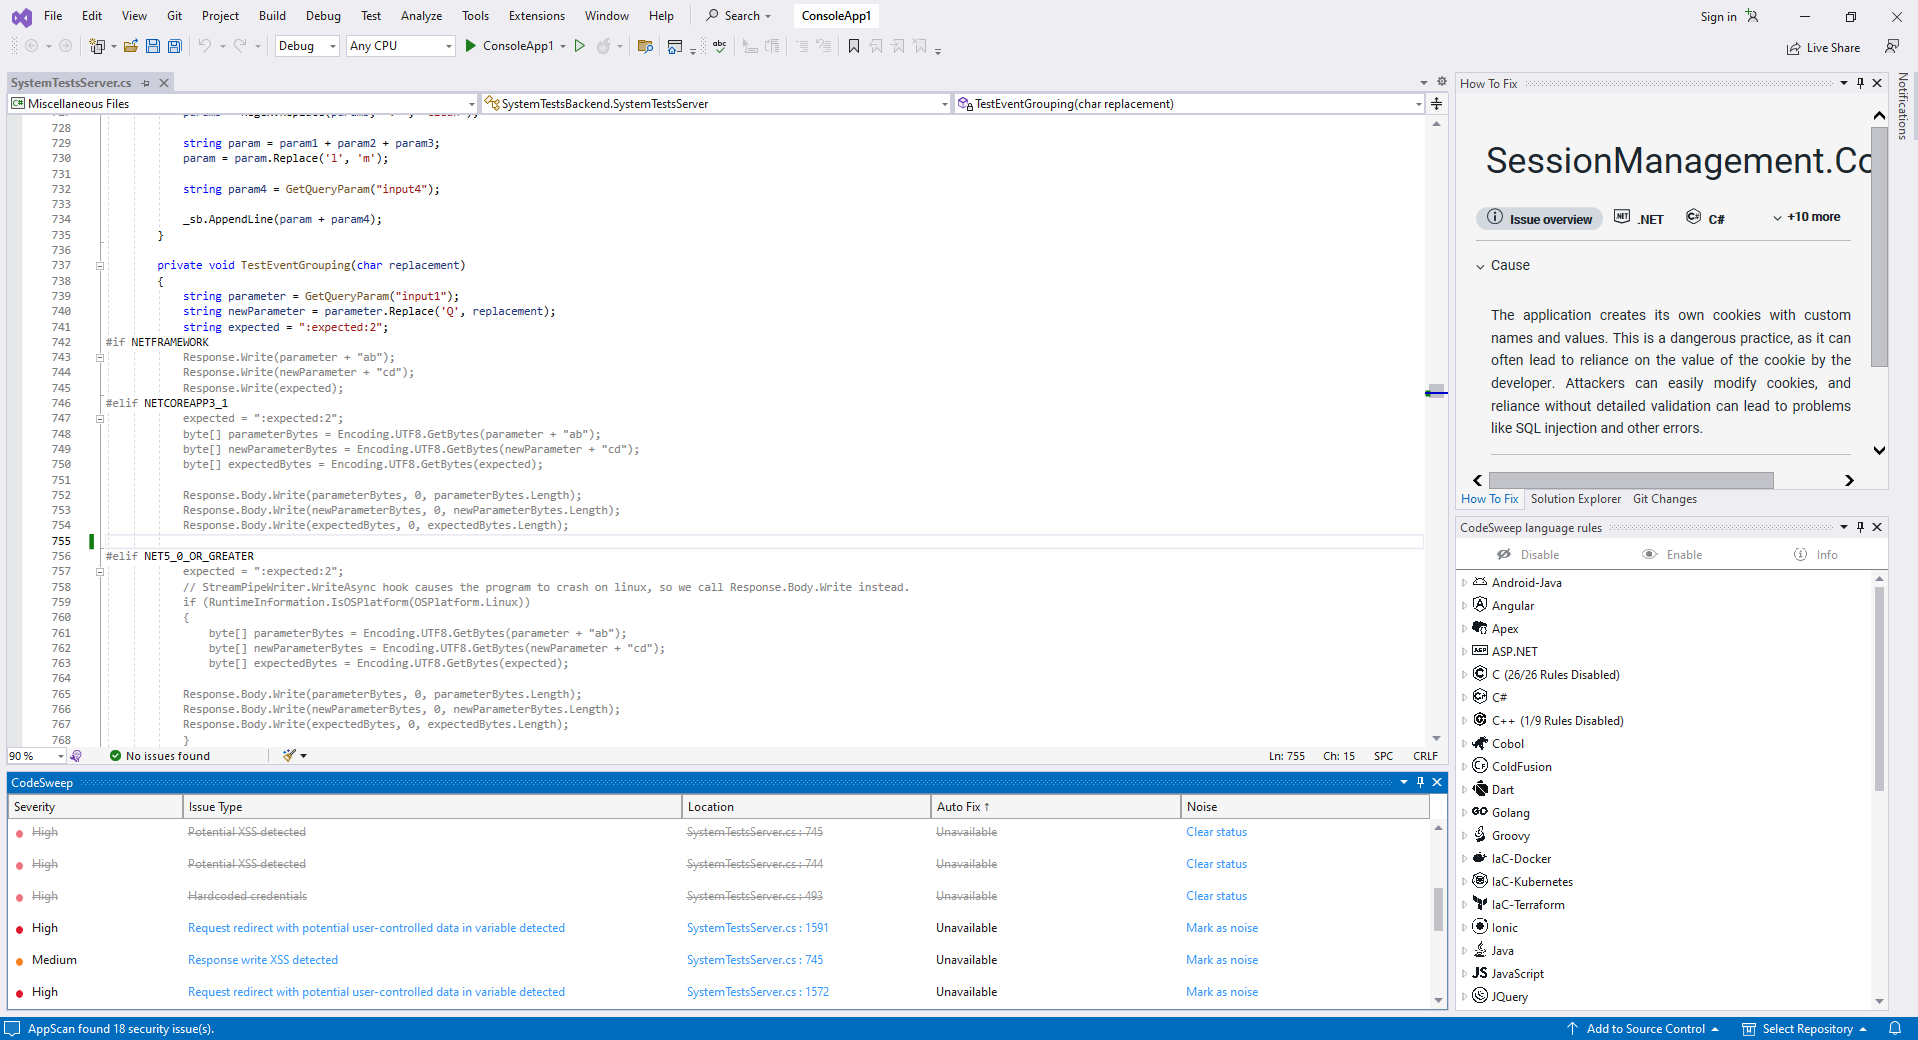 File Edit View Git Project Build Debug Test Analyze Tools Extensions Window Help Search ConsoleApp1 Sign in
Debug Any CPU ConsoleApp1 abc Live Share
SystemTestsServer.cs
C# Miscellaneous Files SystemTestsBackend.SystemTestsServer TestEventGrouping(char replacement)
728
729 string param = param1 + param2 + param3;
730 param = param.Replace('l', 'm');
731
732 string param4 = GetQueryParam("input4");
733
734 _sb.AppendLine(param + param4);
735 }
736
737 private void TestEventGrouping(char replacement)
738 {
739 string parameter = GetQueryParam("input1");
740 string newParameter = parameter.Replace('Q', replacement);
741 string expected = ":expected:2";
742 #if NETFRAMEWORK
743 Response.Write(parameter + "ab");
744 Response.Write(newParameter + "cd");
745 Response.Write(expected);
746 #elif NETCOREAPP3_1
747 expected = ":expected:2";
748 byte[] parameterBytes = Encoding.UTF8.GetBytes(parameter + "ab");
749 byte[] newParameterBytes = Encoding.UTF8.GetBytes(newParameter + "cd");
750 byte[] expectedBytes = Encoding.UTF8.GetBytes(expected);
751
752 Response.Body.Write(parameterBytes, 0, parameterBytes.Length);
753 Response.Body.Write(newParameterBytes, 0, newParameterBytes.Length);
754 Response.Body.Write(expectedBytes, 0, expectedBytes.Length);
755
756 #elif NET5_0_OR_GREATER
757 expected = ":expected:2";
758 // StreamPipeWriter.WriteAsync hook causes the program to crash on linux, so we call Response.Body.Write instead.
759 if (RuntimeInformation.IsOSPlatform(OSPlatform.Linux))
760 {
761 byte[] parameterBytes = Encoding.UTF8.GetBytes(parameter + "ab");
762 byte[] newParameterBytes = Encoding.UTF8.GetBytes(newParameter + "cd");
763 byte[] expectedBytes = Encoding.UTF8.GetBytes(expected);
764
765 Response.Body.Write(parameterBytes, 0, parameterBytes.Length);
766 Response.Body.Write(newParameterBytes, 0, newParameterBytes.Length);
767 Response.Body.Write(expectedBytes, 0, expectedBytes.Length);
768 }
90 % No issues found Ln: 755 Ch: 15 SPC CRLF
CodeSweep
Severity Issue Type Location Auto Fix ↑ Noise
High Potential XSS detected SystemTestsServer.cs : 745 Unavailable Clear status
High Potential XSS detected SystemTestsServer.cs : 744 Unavailable Clear status
High Hardcoded credentials SystemTestsServer.cs : 493 Unavailable Clear status
High Request redirect with potential user-controlled data in variable detected SystemTestsServer.cs : 1591 Unavailable Mark as noise
Medium Response write XSS detected SystemTestsServer.cs : 745 Unavailable Mark as noise
High Request redirect with potential user-controlled data in variable detected SystemTestsServer.cs : 1572 Unavailable Mark as noise
How To Fix
SessionManagement.Co
Issue overview .NET C# +10 more
Cause
The application creates its own cookies with custom
names and values. This is a dangerous practice, as it can
often lead to reliance on the value of the cookie by the
developer. Attackers can easily modify cookies, and
reliance without detailed validation can lead to problems
like SQL injection and other errors.
How To Fix Solution Explorer Git Changes
Notifications
CodeSweep language rules
Disable Enable Info
Android-Java
Angular
Apex
ASP.NET
C (26/26 Rules Disabled)
C#
C++ (1/9 Rules Disabled)
Cobol
ColdFusion
Dart
Golang
Groovy
IaC-Docker
IaC-Kubernetes
IaC-Terraform
Ionic
Java
JS JavaScript
JQuery
AppScan found 18 security issue(s). Add to Source Control Select Repository